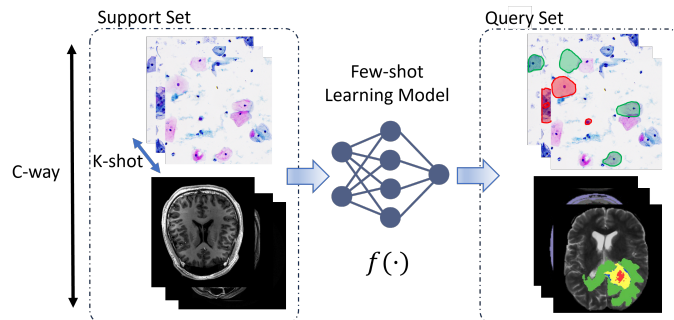 Support Set
Query Set
Few-shot
Learning Model
K-shot
C-way
f(·)